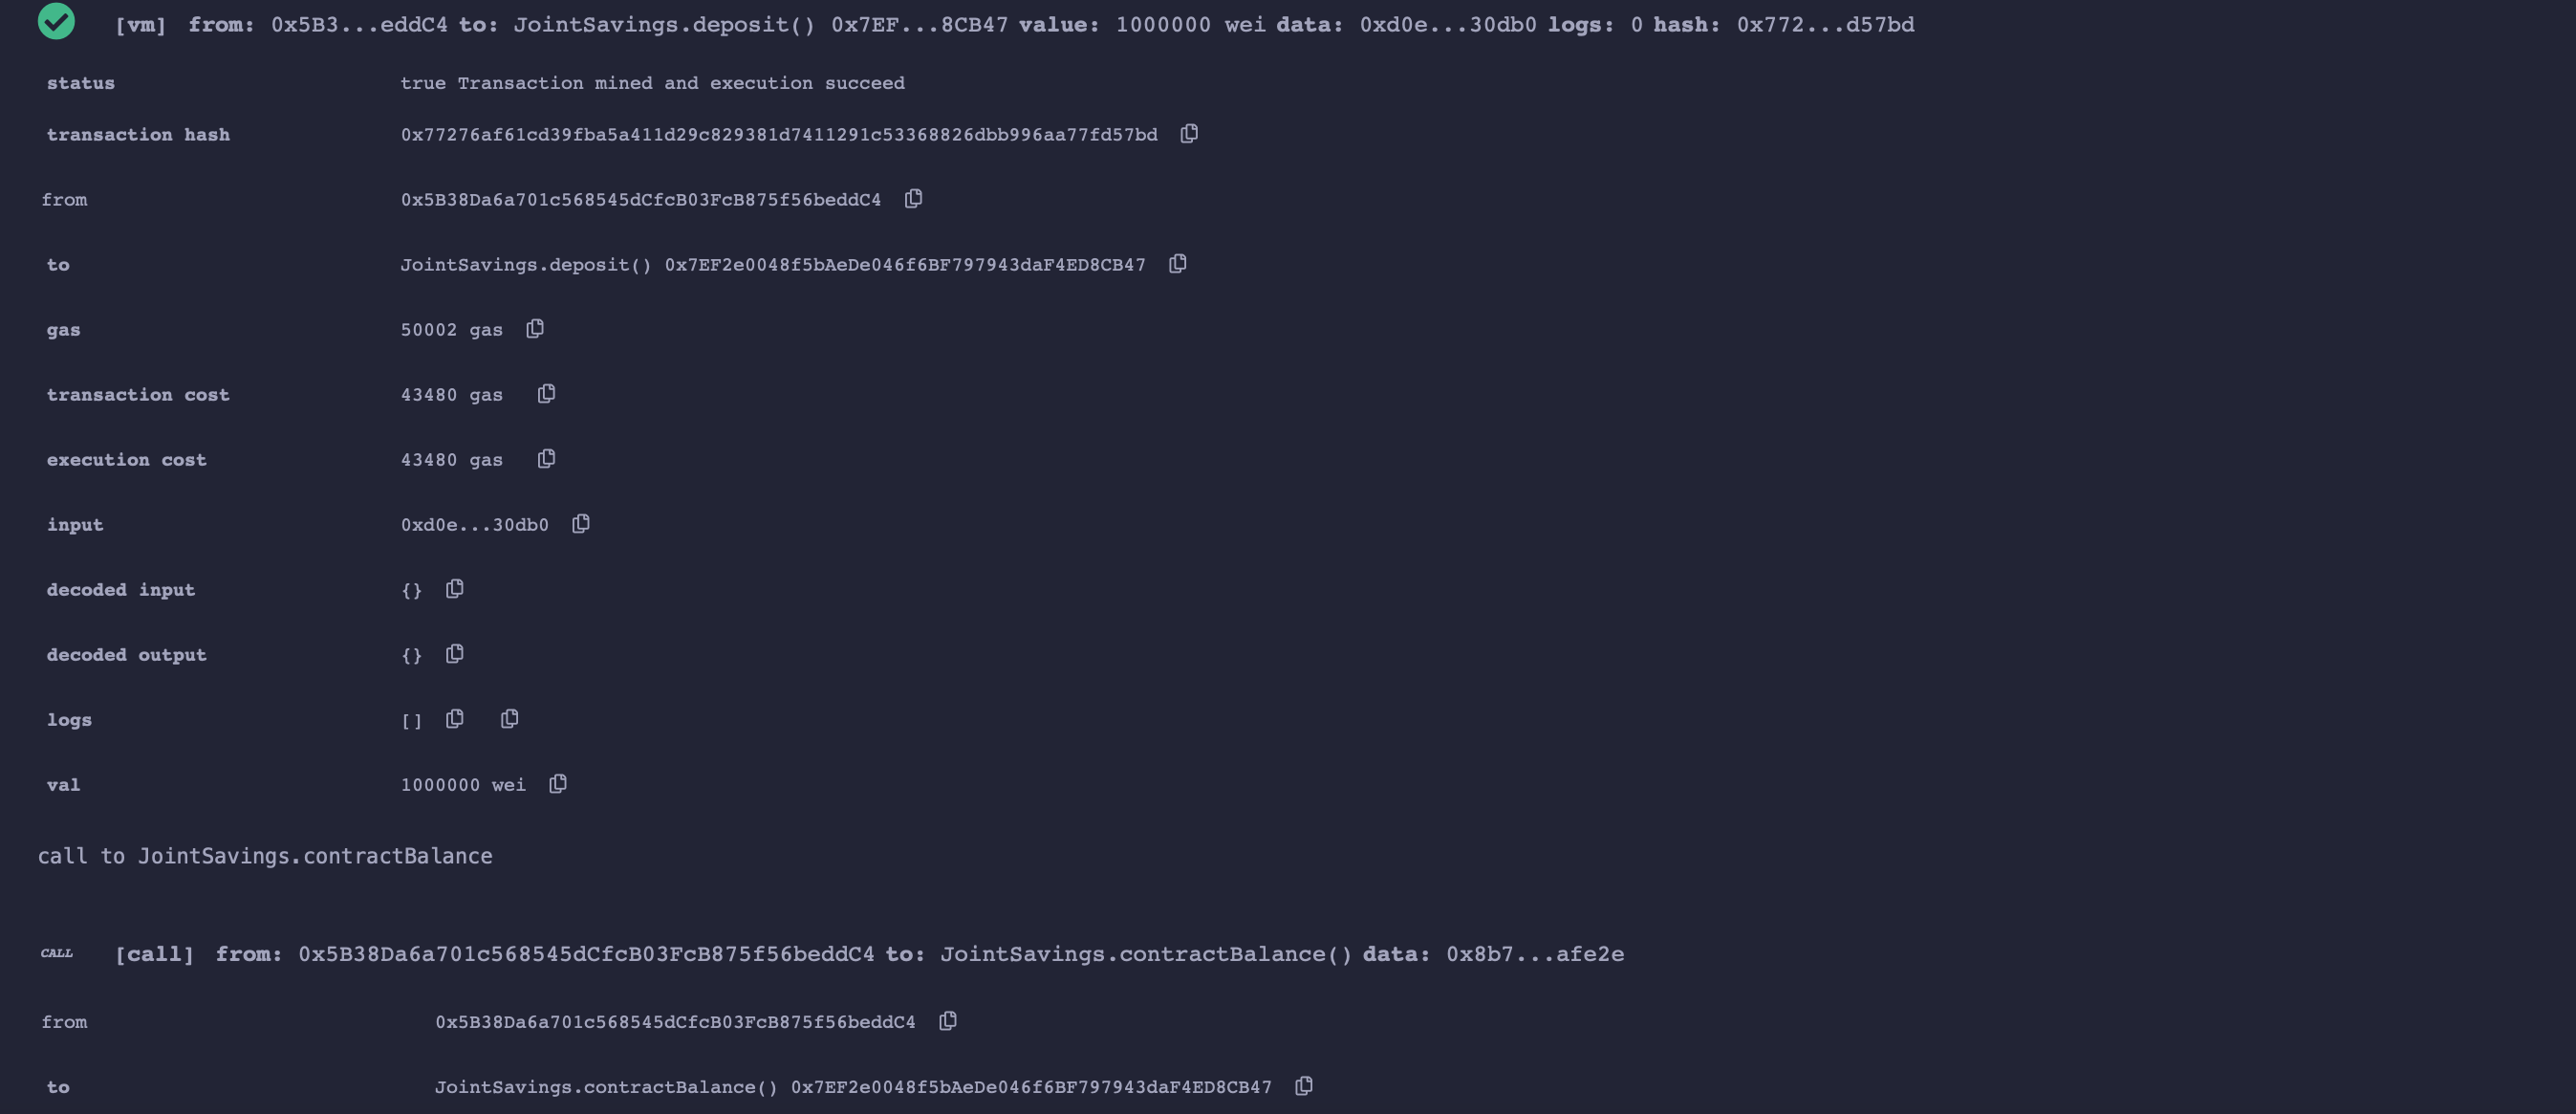 [vm] from: 0x5B3...eddC4 to: JointSavings.deposit() 0x7EF...8CB47 value: 1000000 wei data: 0xd0e...30db0 logs: 0 hash: 0x772...d57bd
status true Transaction mined and execution succeed
transaction hash 0x77276af61cd39fba5a411d29c829381d7411291c53368826dbb996aa77fd57bd
from 0x5B38Da6a701c568545dCfcB03FcB875f56beddC4
to JointSavings.deposit() 0x7EF2e0048f5bAeDe046f6BF797943daF4ED8CB47
gas 50002 gas
transaction cost 43480 gas
execution cost 43480 gas
input 0xd0e...30db0
decoded input {}
decoded output {}
logs []
val 1000000 wei
call to JointSavings.contractBalance
CALL [call] from: 0x5B38Da6a701c568545dCfcB03FcB875f56beddC4 to: JointSavings.contractBalance() data: 0x8b7...afe2e
from 0x5B38Da6a701c568545dCfcB03FcB875f56beddC4
to JointSavings.contractBalance() 0x7EF2e0048f5bAeDe046f6BF797943daF4ED8CB47